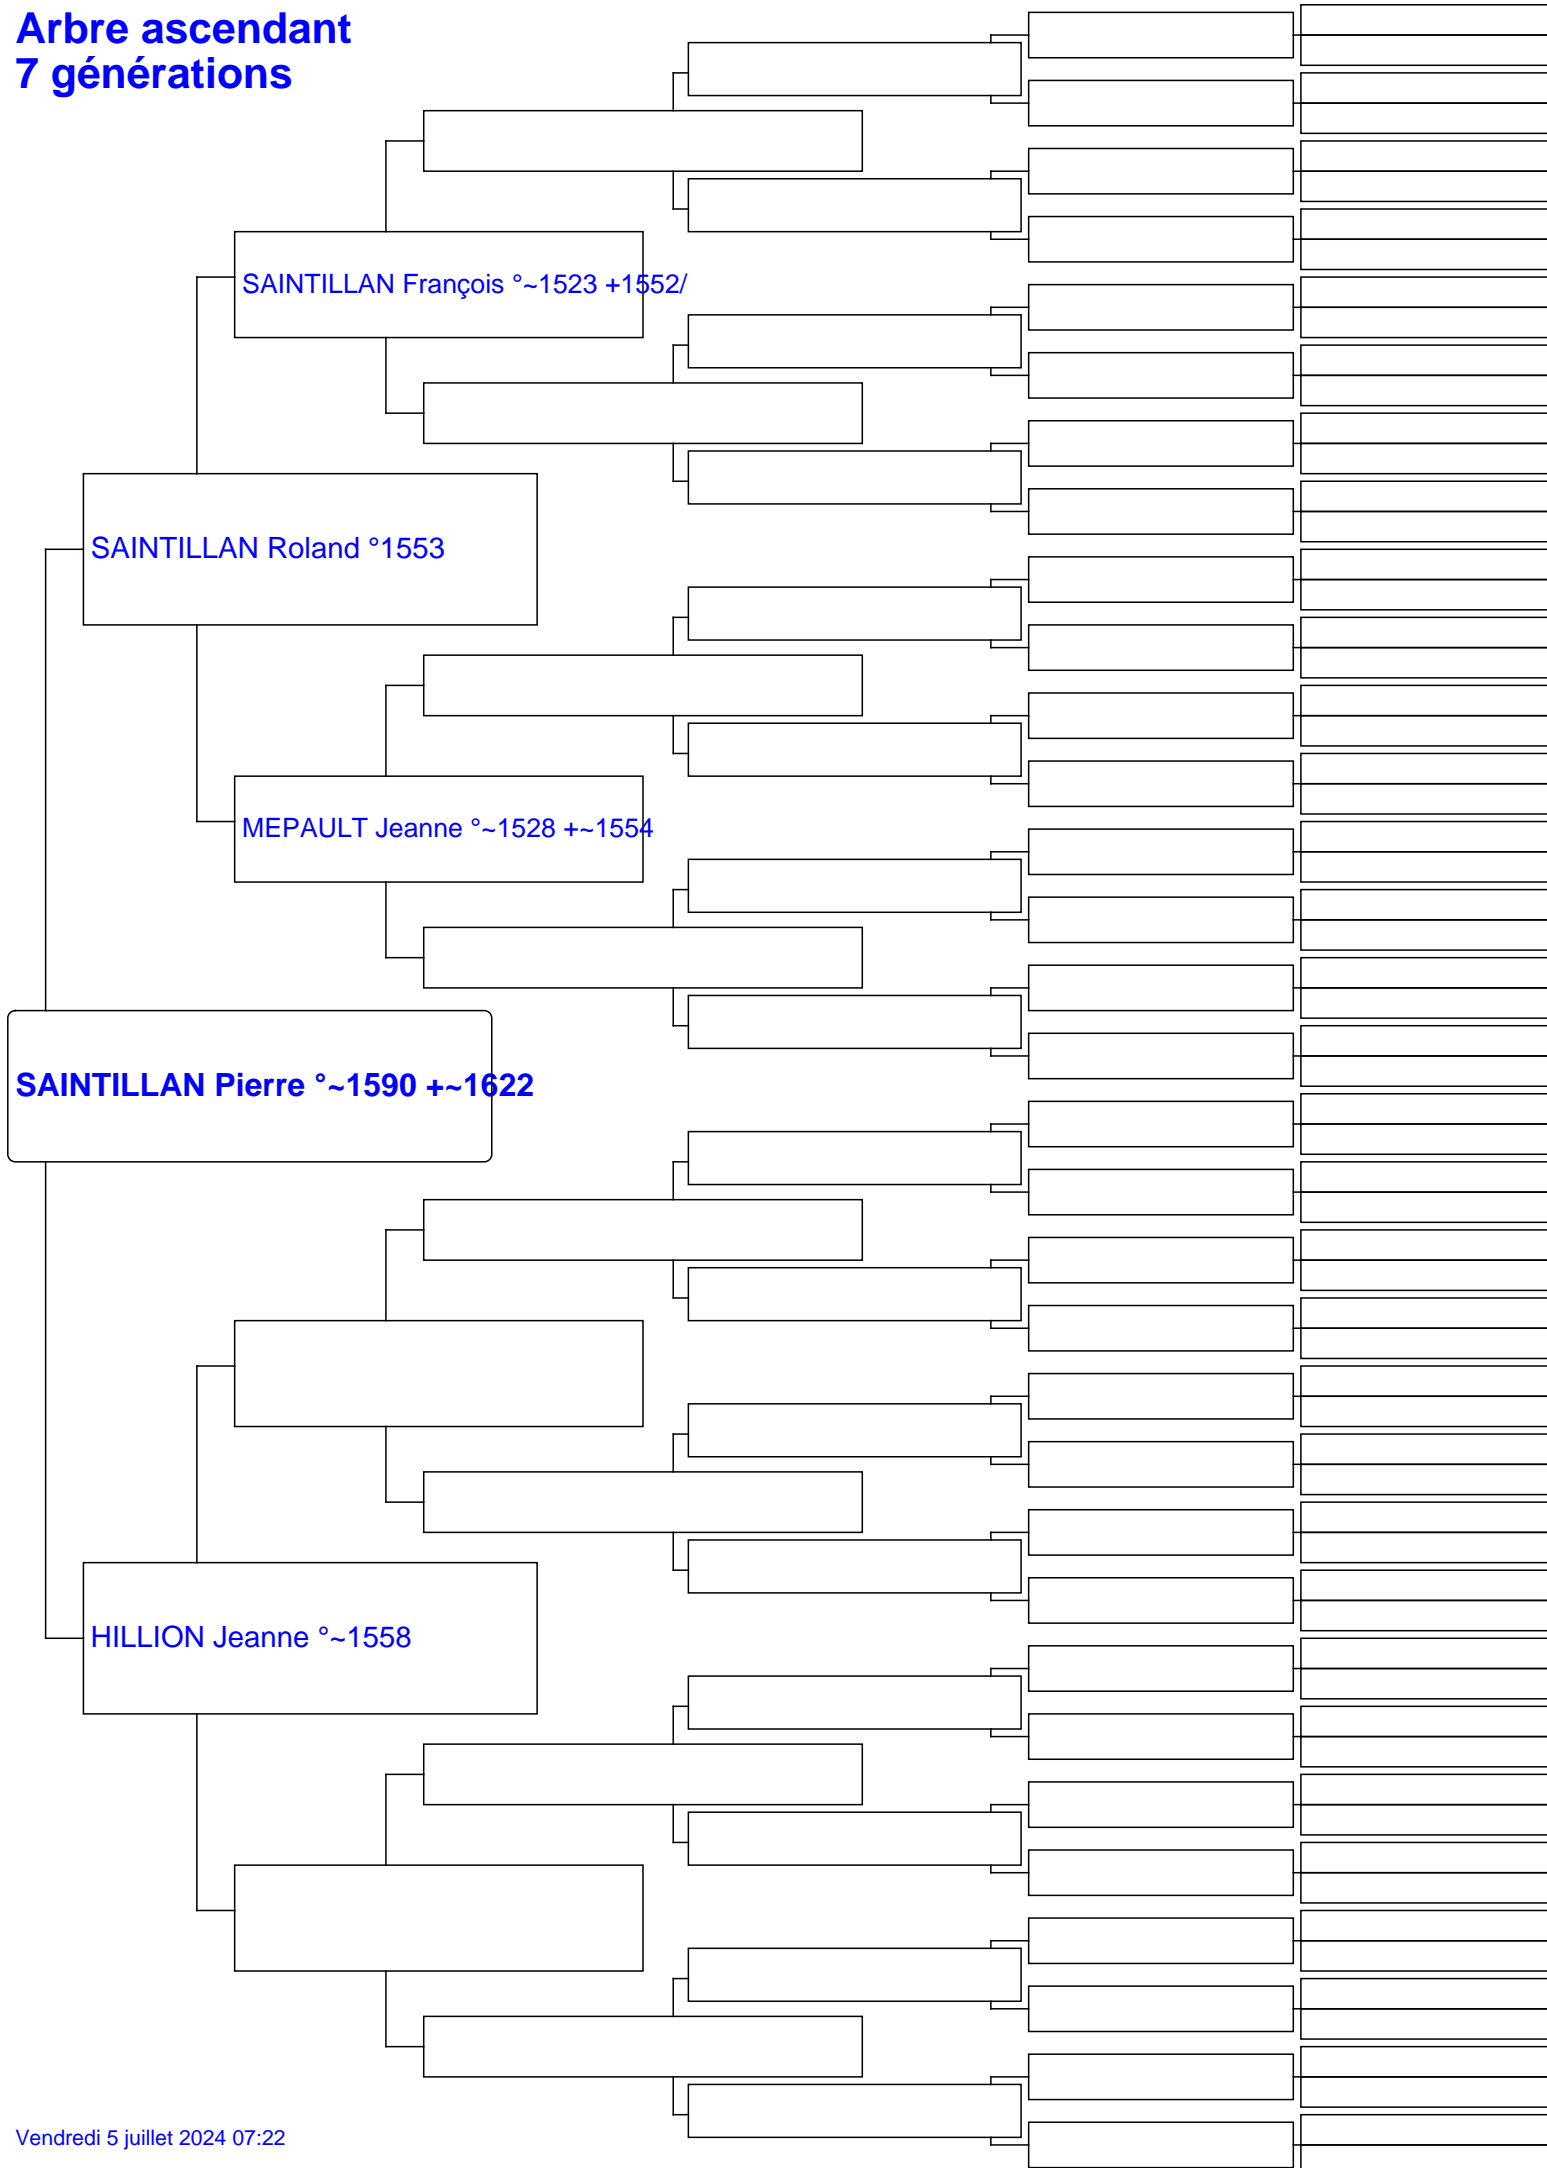 Arbre ascendant
7 générations
SAINTILLAN François °~1523 +1552/
SAINTILLAN Roland °1553
MEPAULT Jeanne °~1528 +~1554
SAINTILLAN Pierre °~1590 +~1622
HILLION Jeanne °~1558
Vendredi 5 juillet 2024 07:22